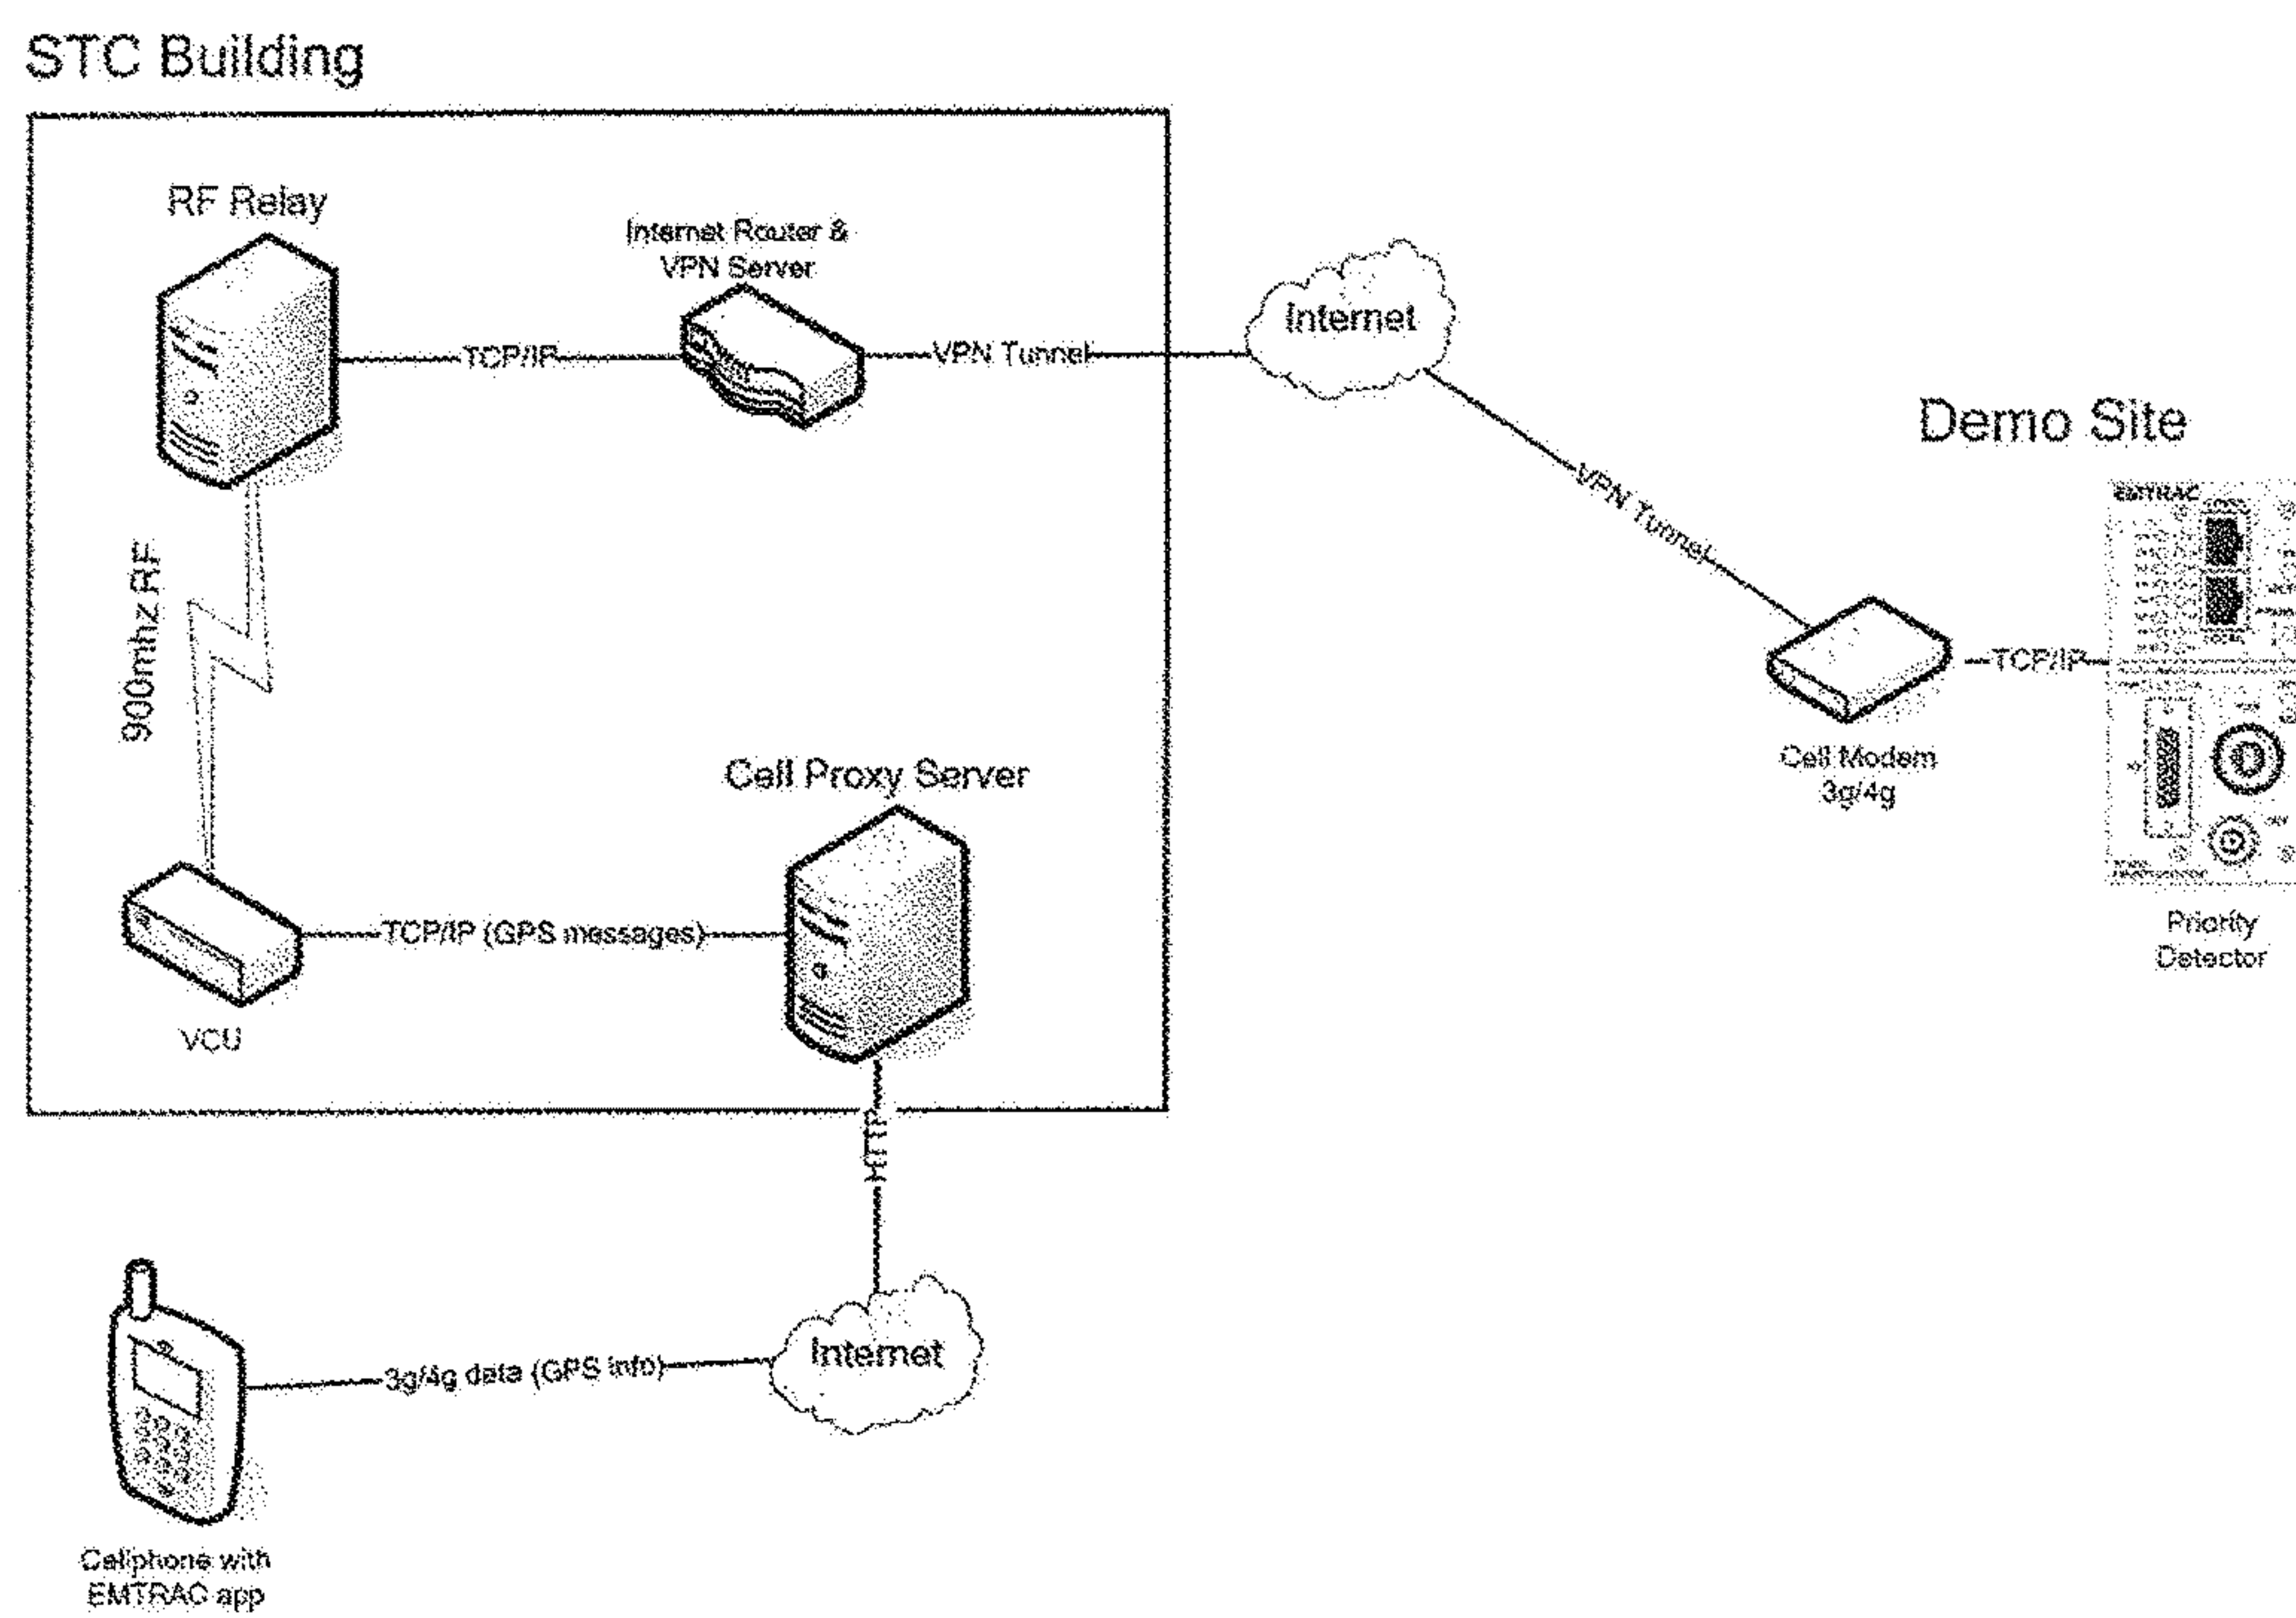 STC Building
RF Relay
Internet Router &
VPN Server
TCP/IP
VPN Tunnel
Internet
Demo Site
VPN Tunnel
EMTRAC
900mhz RF
TCP/IP
Cell Modem
3g/4g
Cell Proxy Server
Priority
Detector
TCP/IP (GPS messages)
VCU
HTTP
Internet
3g/4g data (GPS info)
Cellphone with
EMTRAC app